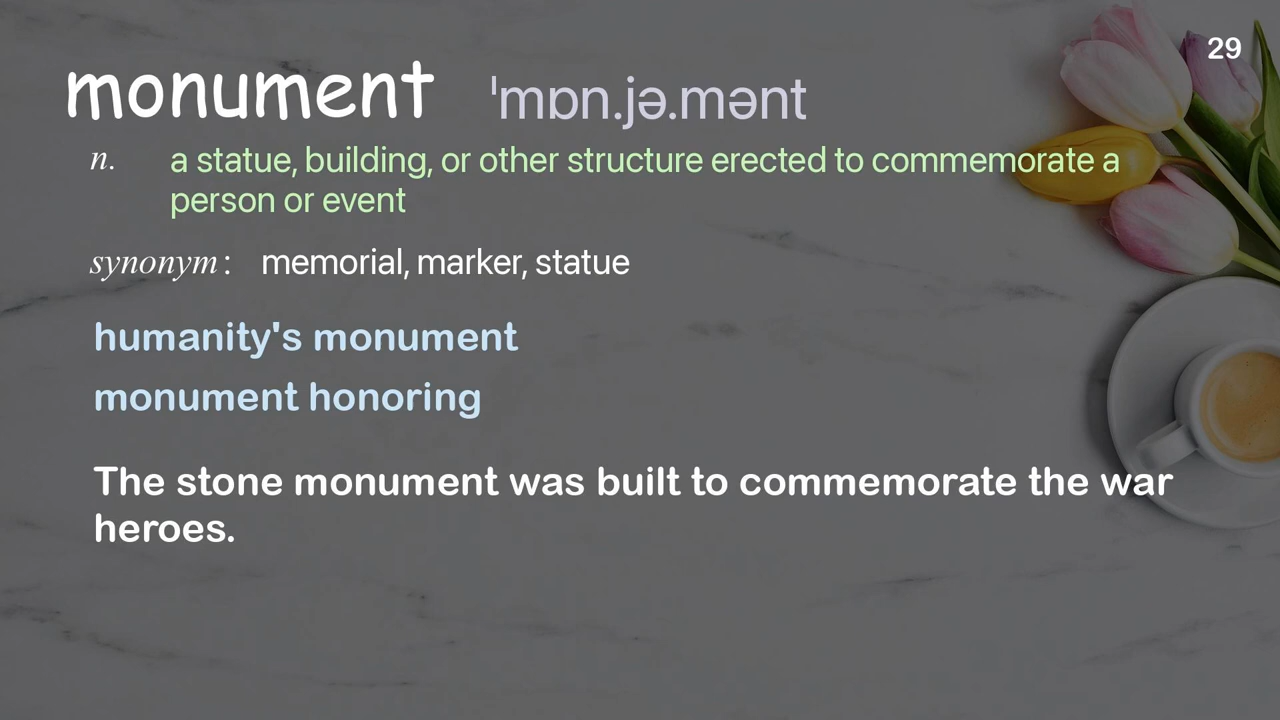 29
monument ˈmɒn.jə.mənt
n. a statue, building, or other structure erected to commemorate a
person or event
synonym: memorial, marker, statue
humanity's monument
monument honoring
The stone monument was built to commemorate the war
heroes.